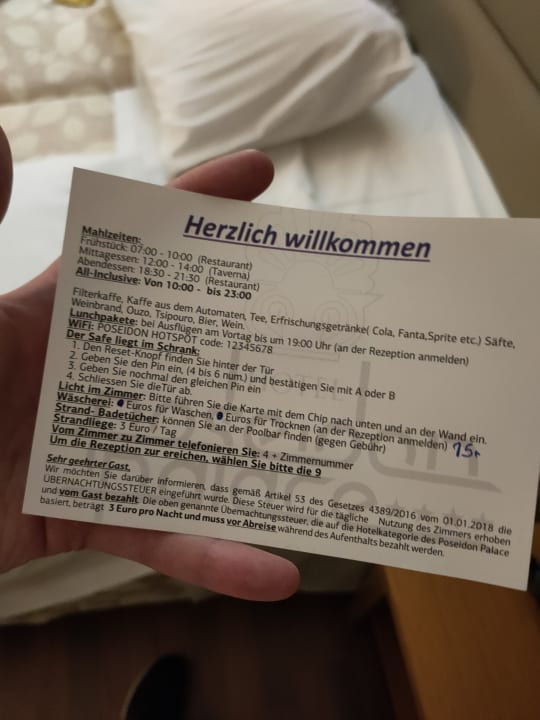 Herzlich willkommen
Mahlzeiten:
Frühstück: 07:00 - 10:00 (Restaurant)
Mittagessen: 12:00 - 14:00 (Taverna)
Abendessen: 18:30 - 21:30 (Restaurant)
All-Inclusive: Von 10:00 - bis 23:00
Filterkaffe, Kaffe aus dem Automaten, Tee, Erfrischungsgetränke( Cola, Fanta,Sprite etc.) Säfte,
Weinbrand, Ouzo, Tsipouro, Bier, Wein.
Lunchpakete: bei Ausflügen am Vortag bis um 19:00 Uhr (an der Rezeption anmelden)
WiFi: POSEIDON HOTSPOT code: 12345678
Der Safe liegt im Schrank:
1. Den Reset-Knopf finden Sie hinter der Tür
2. Geben Sie den Pin ein, (4 bis 6 num.) und bestätigen Sie mit A oder B
3. Geben Sie nochmal den gleichen Pin ein
4. Schliessen Sie die Tür ab.
Licht im Zimmer: Bitte führen Sie die Karte mit dem Chip nach unten und an der Wand ein.
Wäscherei: Euros für Waschen, Euros für Trocknen (an der Rezeption anmelden) 15
Strand- Badetücher: können Sie an der Poolbar finden (gegen Gebühr)
Strandliege: 3 Euro / Tag
Vom Zimmer zu Zimmer telefonieren Sie: 4 + Zimmernummer
Um die Rezeption zur erreichen, wählen Sie bitte die 9
Sehr geehrter Gast,
Wir möchten Sie darüber informieren, dass gemäß Artikel 53 des Gesetzes 4389/2016 vom 01.01.2018 die
ÜBERNACHTUNGSSTEUER eingeführt wurde. Diese Steuer wird für die tägliche Nutzung des Zimmers erhoben
und vom Gast bezahlt. Die oben genannte Übernachtungssteuer, die auf die Hotelkategorie des Poseidon Palace
basiert, beträgt 3 Euro pro Nacht und muss vor Abreise während des Aufenthalts bezahlt werden.
HOTEL